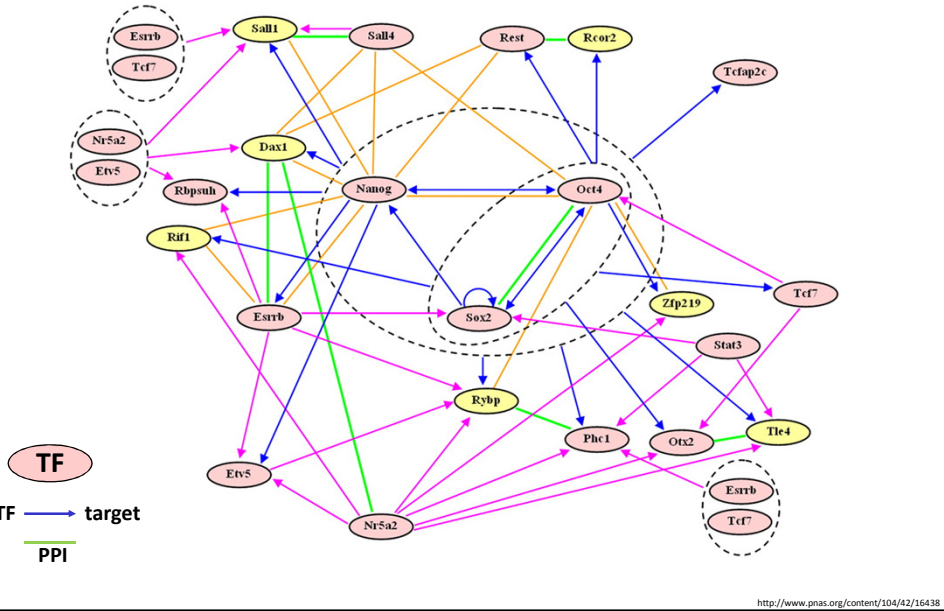 Esrrb
Tcf7
Sall1
Sall4
Rest
Rcor2
Tcfap2c
Nr5a2
Etv5
Dax1
Rbpsuh
Nanog
Oct4
Rif1
Esrrb
Sox2
Zfp219
Tcf7
Stat3
Rybp
Phc1
Otx2
Tle4
TF
Etv5
Esrrb
Tcf7
TF target
Nr5a2
PPI
http://www.pnas.org/content/104/42/16438